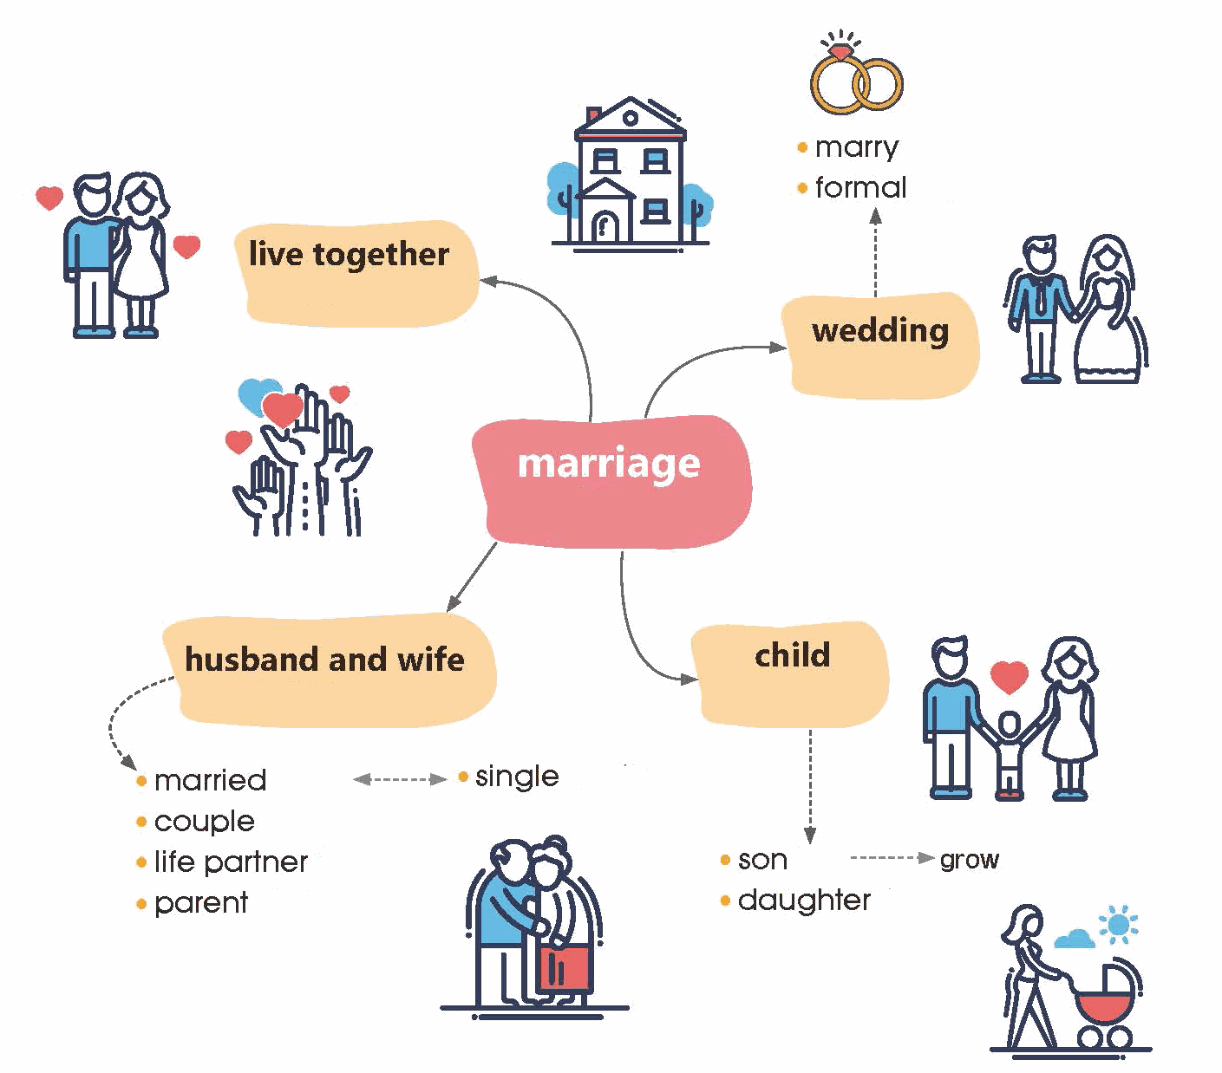 • marry
• formal
live together
wedding
marriage
husband and wife
child
• married
• single
• couple
• life partner
• parent
• son
grow
• daughter